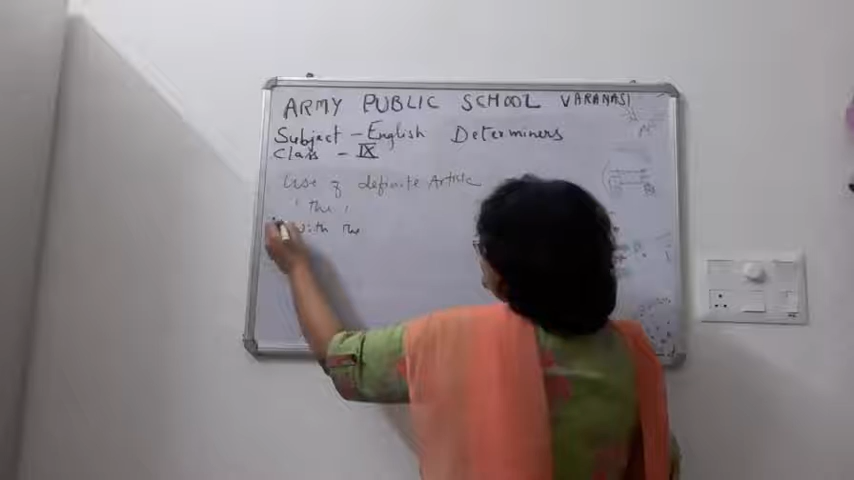 ARMY PUBLIC SCHOOL VARANASI
Subject - English Determiners
Class - IX
Use of definite Article
'the'
with the